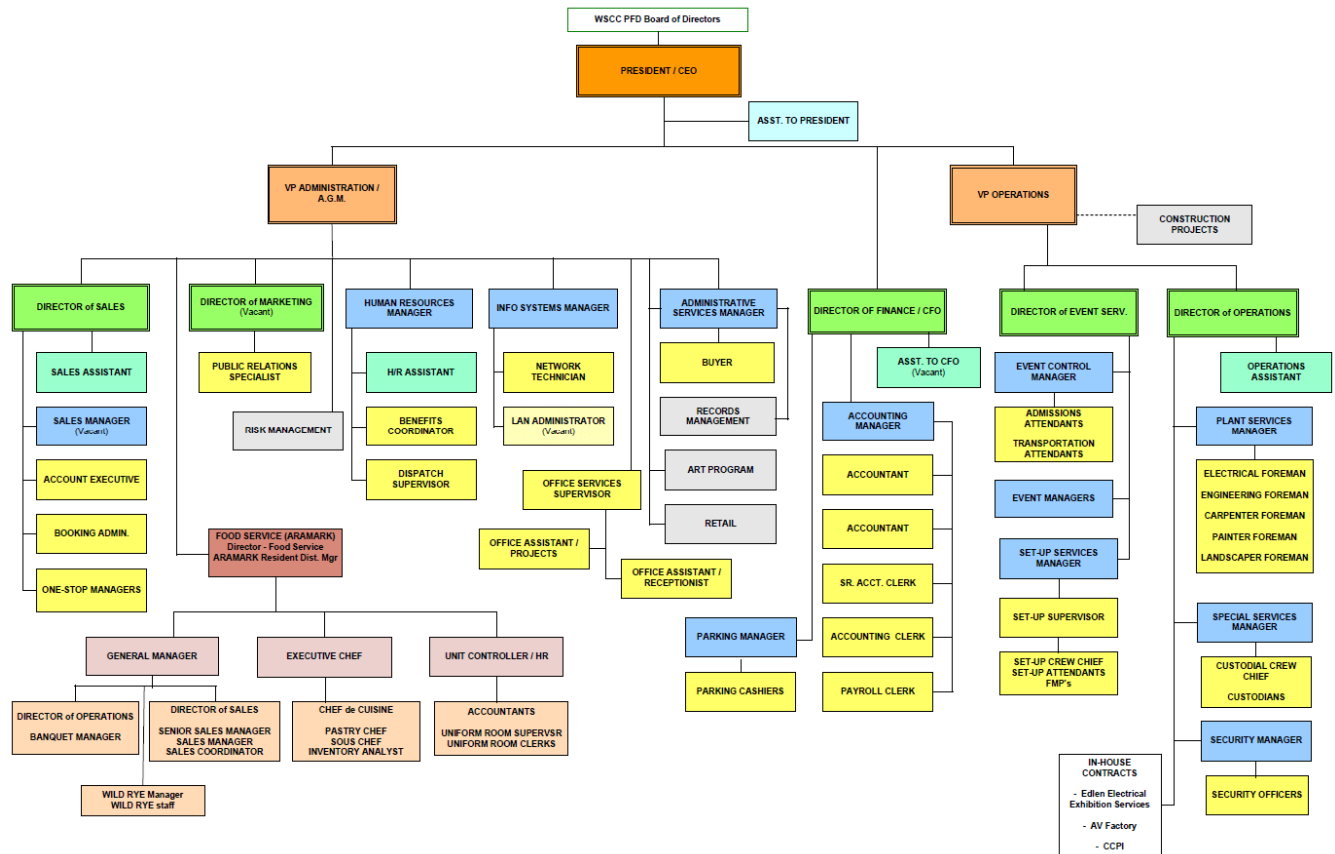 WSCC PFD Board of Directors
PRESIDENT / CEO
ASST. TO PRESIDENT
VP ADMINISTRATION /
A.G.M.
VP OPERATIONS
CONSTRUCTION
PROJECTS
DIRECTOR of SALES
DIRECTOR of MARKETING
(Vacant)
HUMAN RESOURCES
MANAGER
INFO SYSTEMS MANAGER
ADMINISTRATIVE
SERVICES MANAGER
DIRECTOR OF FINANCE / CFO
DIRECTOR of EVENT SERV.
DIRECTOR of OPERATIONS
SALES ASSISTANT
PUBLIC RELATIONS
SPECIALIST
H/R ASSISTANT
NETWORK
TECHNICIAN
BUYER
ASST. TO CFO
(Vacant)
EVENT CONTROL
MANAGER
OPERATIONS
ASSISTANT
SALES MANAGER
(Vacant)
RISK MANAGEMENT
BENEFITS
COORDINATOR
LAN ADMINISTRATOR
(Vacant)
RECORDS
MANAGEMENT
ACCOUNTING
MANAGER
ADMISSIONS
ATTENDANTS
TRANSPORTATION
ATTENDANTS
PLANT SERVICES
MANAGER
ACCOUNT EXECUTIVE
DISPATCH
SUPERVISOR
OFFICE SERVICES
SUPERVISOR
ART PROGRAM
ACCOUNTANT
EVENT MANAGERS
ELECTRICAL FOREMAN
ENGINEERING FOREMAN
CARPENTER FOREMAN
PAINTER FOREMAN
LANDSCAPER FOREMAN
BOOKING ADMIN.
FOOD SERVICE (ARAMARK)
Director - Food Service
ARAMARK Resident Dist. Mgr
OFFICE ASSISTANT /
PROJECTS
OFFICE ASSISTANT /
RECEPTIONIST
RETAIL
ACCOUNTANT
SET-UP SERVICES
MANAGER
ONE-STOP MANAGERS
SR. ACCT. CLERK
SET-UP SUPERVISOR
SPECIAL SERVICES
MANAGER
GENERAL MANAGER
EXECUTIVE CHEF
UNIT CONTROLLER / HR
PARKING MANAGER
ACCOUNTING CLERK
SET-UP CREW CHIEF
SET-UP ATTENDANTS
FMP's
CUSTODIAL CREW
CHIEF
CUSTODIANS
PARKING CASHIERS
PAYROLL CLERK
DIRECTOR of OPERATIONS
BANQUET MANAGER
DIRECTOR of SALES
SENIOR SALES MANAGER
SALES MANAGER
SALES COORDINATOR
CHEF de CUISINE
PASTRY CHEF
SOUS CHEF
INVENTORY ANALYST
ACCOUNTANTS
UNIFORM ROOM SUPERVSR
UNIFORM ROOM CLERKS
SECURITY MANAGER
WILD RYE Manager
WILD RYE staff
IN-HOUSE
CONTRACTS
- Edlen Electrical
Exhibition Services
- AV Factory
- CCPI
SECURITY OFFICERS